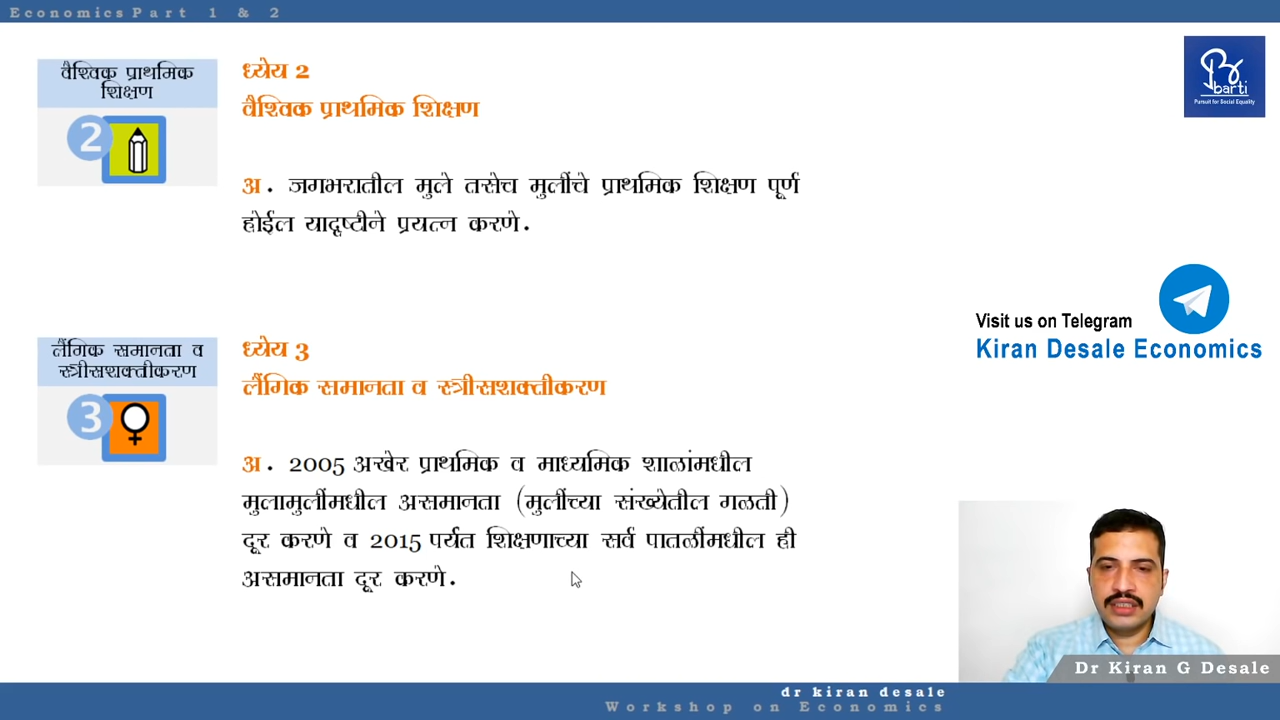 Economics Part 1 & 2
वैश्विक प्राथमिक
शिक्षण
2
ध्येय 2
वैश्विक प्राथमिक शिक्षण
अ. जगभरातील मुले तसेच मुलींचे प्राथमिक शिक्षण पूर्ण
होईल यादृष्टीने प्रयत्न करणे.
barti
Pursuit for Social Equality
Visit us on Telegram
Kiran Desale Economics
लैंगिक समानता व
स्त्रीसशक्तीकरण
3
ध्येय 3
लैंगिक समानता व स्त्रीसशक्तीकरण
अ. 2005 अखेर प्राथमिक व माध्यमिक शाळांमधील
मुलामुलींमधील असमानता (मुलींच्या संख्येतील गळती)
दूर करणे व 2015 पर्यंत शिक्षणाच्या सर्व पातळींमधील ही
असमानता दूर करणे.
Dr Kiran G Desale
dr kiran desale
Workshop on Economics